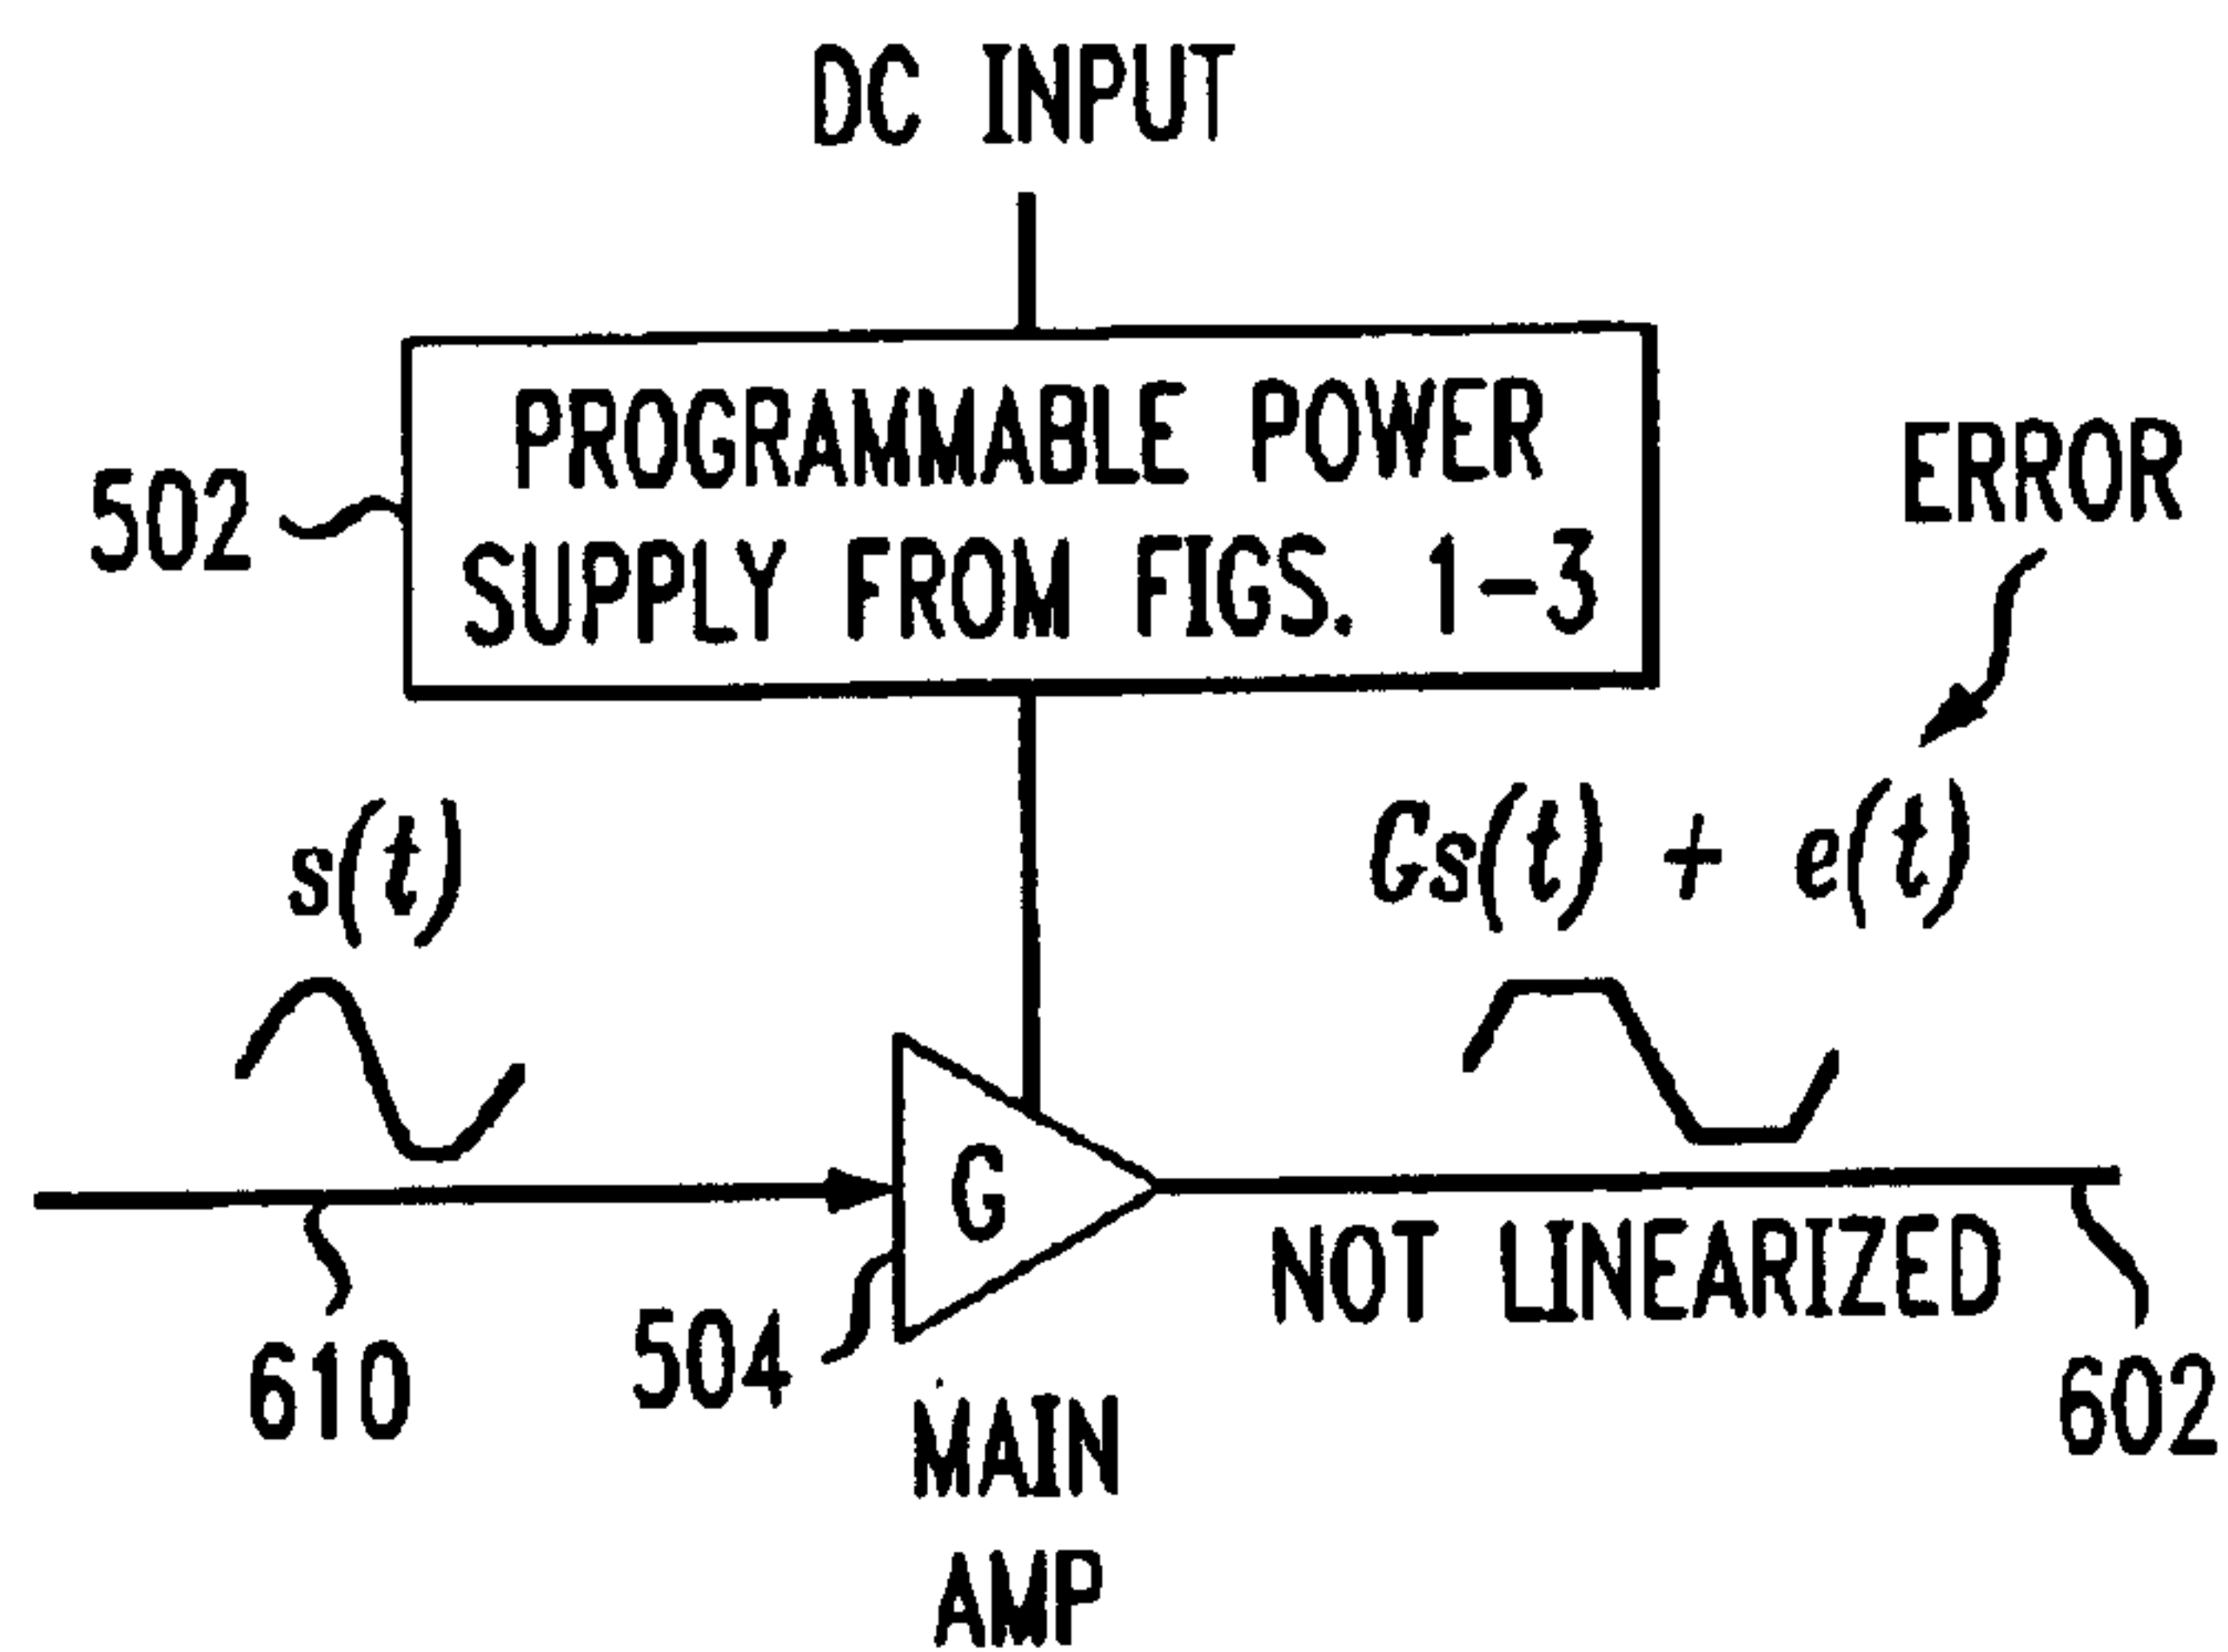 DC INPUT
PROGRAMMABLE POWER
SUPPLY FROM FIGS. 1-3
502
ERROR
s(t)
Gs(t) + e(t)
G
NOT LINEARIZED
610
504
602
MAIN
AMP